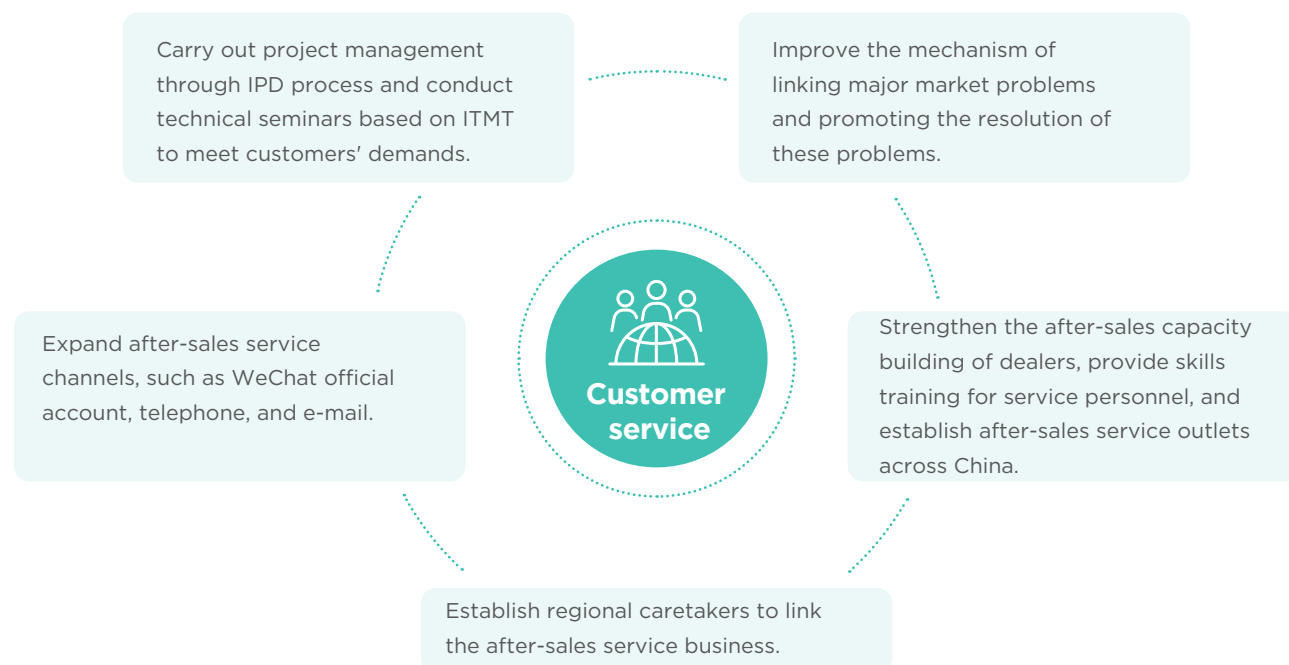 Carry out project management
through IPD process and conduct
technical seminars based on ITMT
to meet customers' demands.
Improve the mechanism of
linking major market problems
and promoting the resolution of
these problems.
Expand after-sales service
channels, such as WeChat official
account, telephone, and e-mail.
Customer
service
Strengthen the after-sales capacity
building of dealers, provide skills
training for service personnel, and
establish after-sales service outlets
across China.
Establish regional caretakers to link
the after-sales service business.